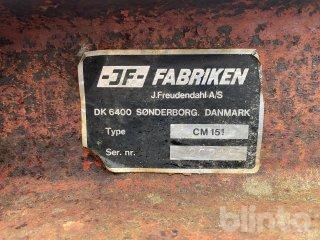 -JF- FABRIKEN
J. Freudendahl A/S
DK 6400 SØNDERBORG. DANMARK
Type CM 151
Ser. nr.
blinto